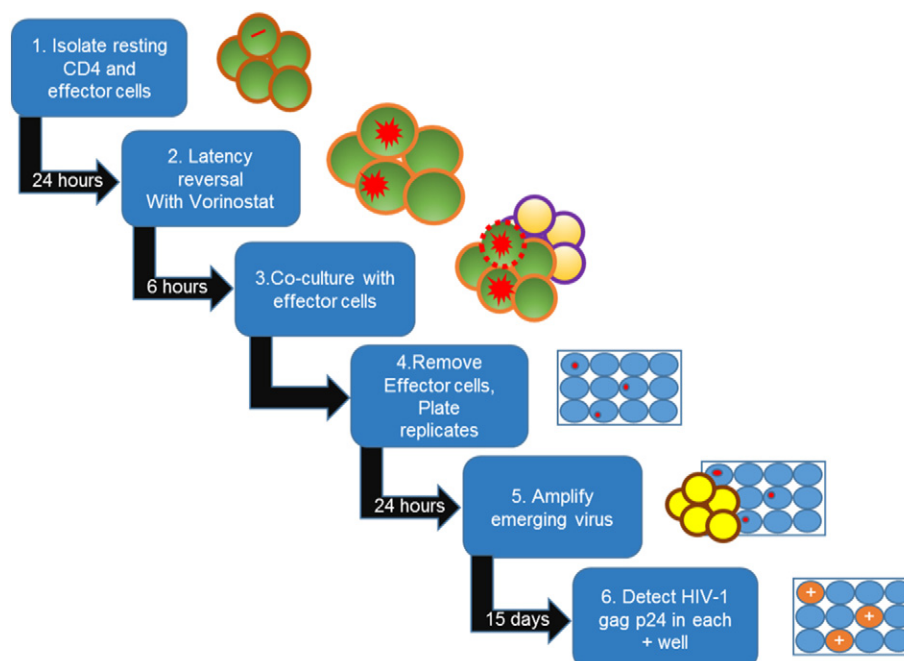 1. Isolate resting
CD4 and
effector cells
24 hours
2. Latency
reversal
With Vorinostat
6 hours
3.Co-culture with
effector cells
4.Remove
Effector cells,
Plate
replicates
24 hours
5. Amplify
emerging virus
15 days
6. Detect HIV-1
gag p24 in each
+ well
+
+
+